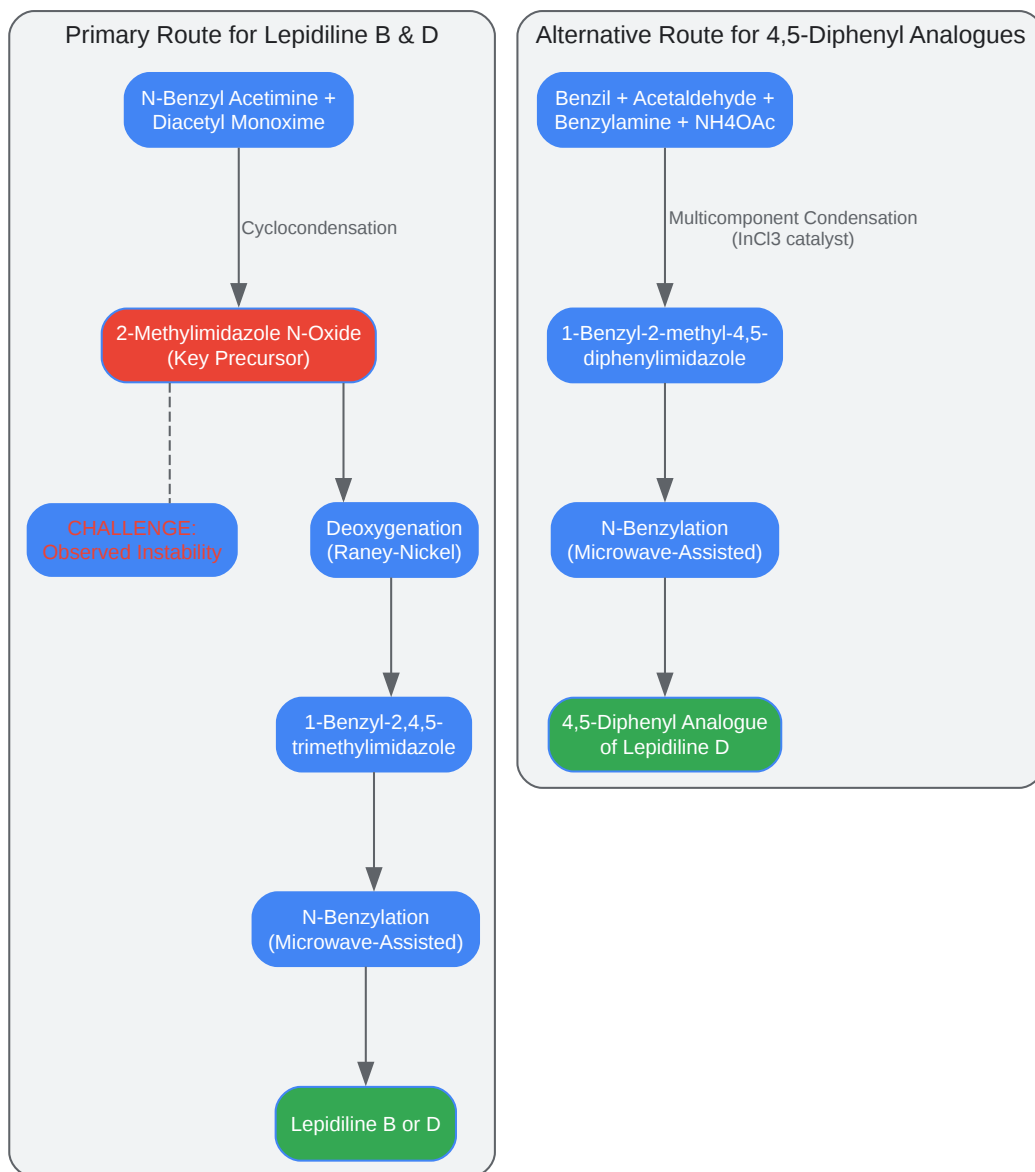 Primary Route for Lepidiline B & D
N-Benzyl Acetimine +
Diacetyl Monoxime
Cyclocondensation
2-Methylimidazole N-Oxide
(Key Precursor)
CHALLENGE:
Observed Instability
Deoxygenation
(Raney-Nickel)
1-Benzyl-2,4,5-
trimethylimidazole
N-Benzylation
(Microwave-Assisted)
Lepidiline B or D
Alternative Route for 4,5-Diphenyl Analogues
Benzil + Acetaldehyde +
Benzylamine + NH4OAc
Multicomponent Condensation
(InCl3 catalyst)
1-Benzyl-2-methyl-4,5-
diphenylimidazole
N-Benzylation
(Microwave-Assisted)
4,5-Diphenyl Analogue
of Lepidiline D